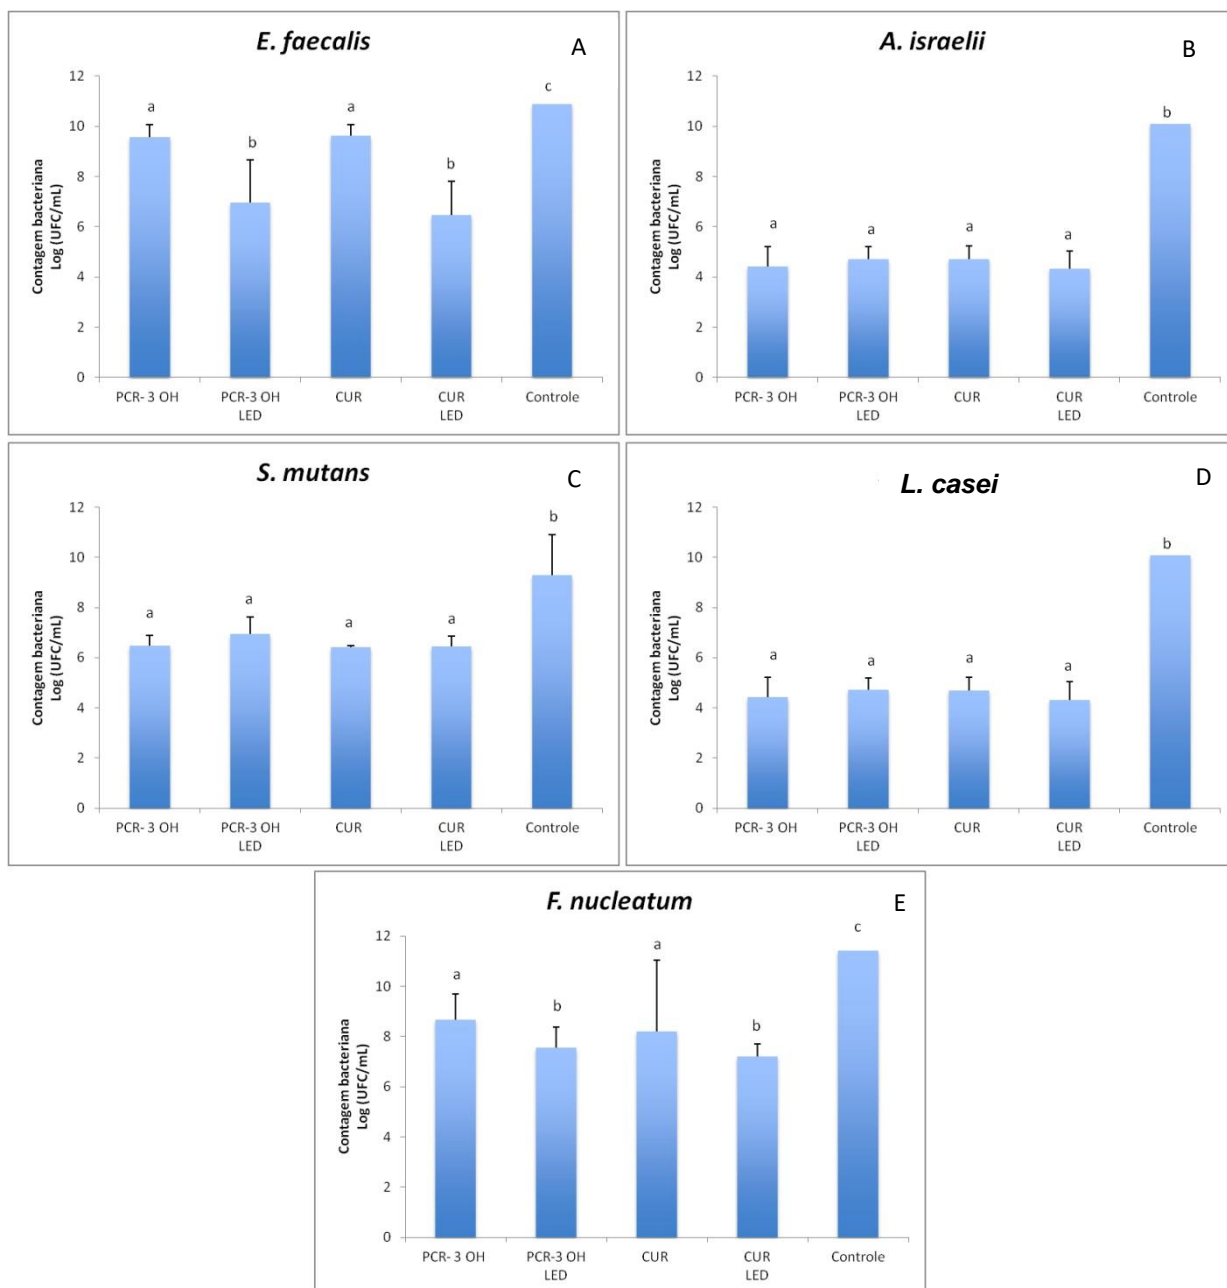 E. faecalis
A
Contagem bacteriana
Log (UFC/mL)
12
10
8
6
4
2
0
a
b
a
b
c
PCR- 3 OH
PCR-3 OH
LED
CUR
CUR
LED
Controle
A. israelii
B
Contagem bacteriana
Log (UFC/mL)
12
10
8
6
4
2
0
a
a
a
a
b
PCR- 3 OH
PCR-3 OH
LED
CUR
CUR
LED
Controle
S. mutans
C
Contagem bacteriana
Log (UFC/mL)
12
10
8
6
4
2
0
a
a
a
a
b
PCR- 3 OH
PCR-3 OH
LED
CUR
CUR
LED
Controle
L. casei
D
Contagem bacteriana
Log (UFC/mL)
12
10
8
6
4
2
0
a
a
a
a
b
PCR- 3 OH
PCR-3 OH
LED
CUR
CUR
LED
Controle
F. nucleatum
E
Contagem bacteriana
Log (UFC/mL)
12
10
8
6
4
2
0
a
b
a
b
c
PCR- 3 OH
PCR-3 OH
LED
CUR
CUR
LED
Controle